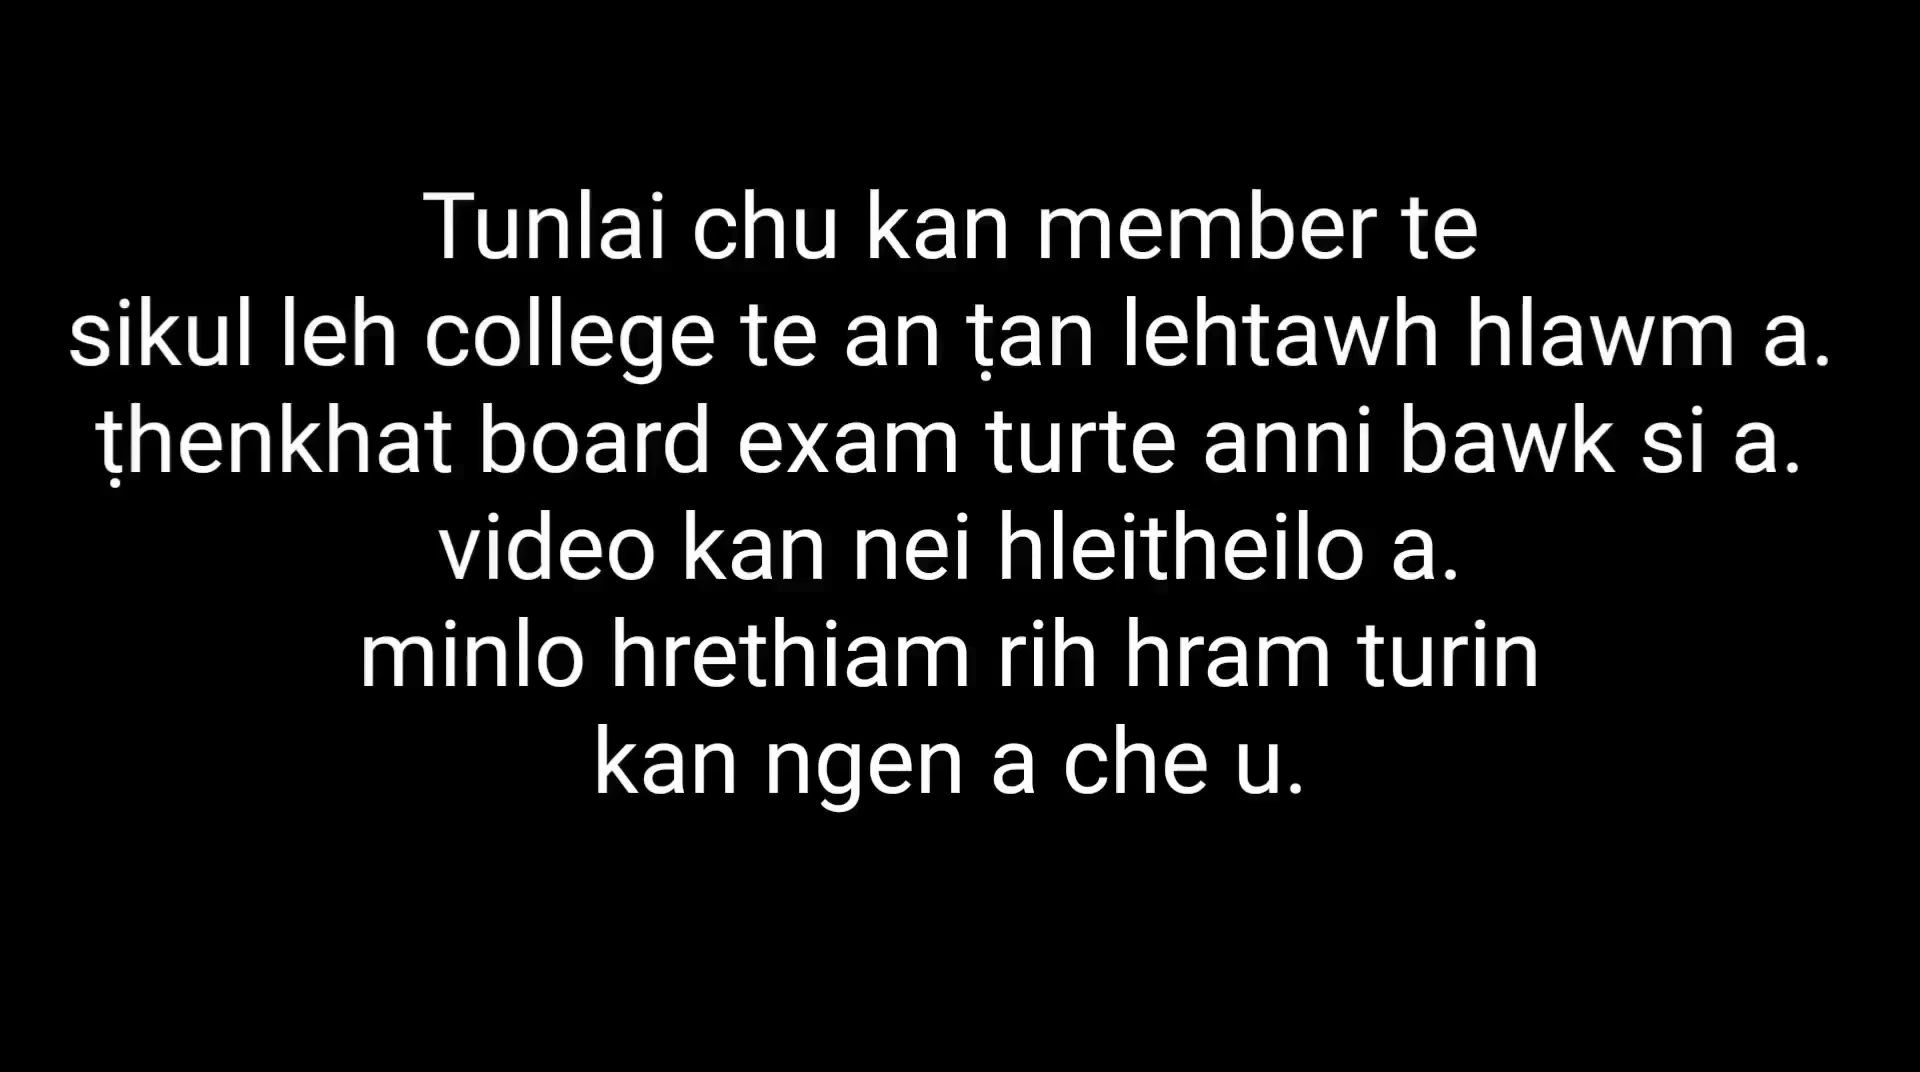 Tunlai chu kan member te
sikul leh college te an ṭan lehtawh hlawm a.
ṭhenkhat board exam turte anni bawk si a.
video kan nei hleitheilo a.
minlo hrethiam rih hram turin
kan ngen a che u.